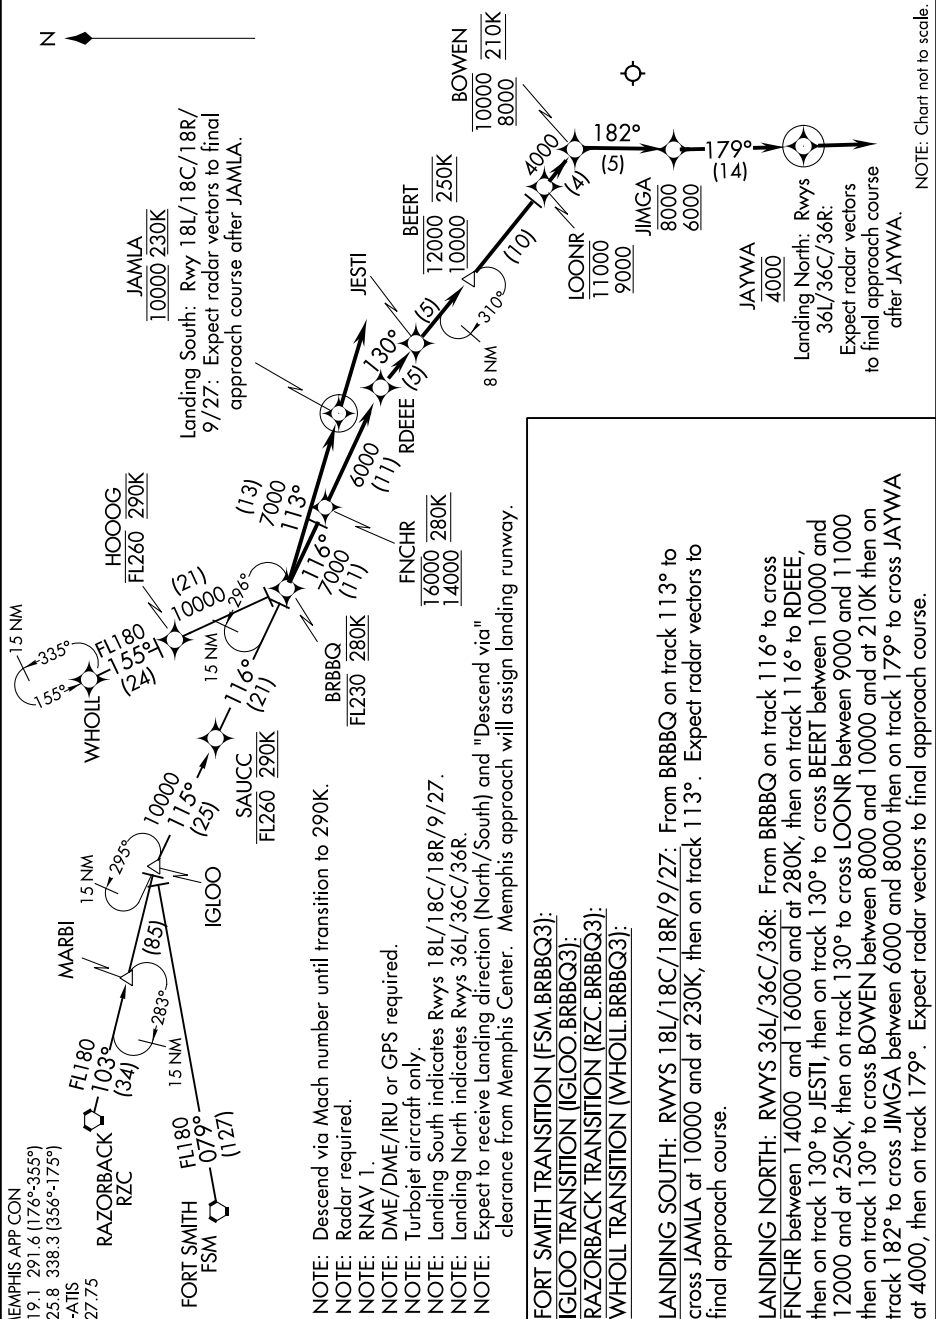 MEMPHIS APP CON
19.1 291.6 (176°-355°)
25.8 338.3 (356°-175°)
-ATIS
27.75
RAZORBACK
RZC
FL180
103°
(34)
MARBI
283°
15 NM
(85)
FORT SMITH
FSM
FL180
079°
(127)
IGLOO
295°
15 NM
10000
115°
(25)
SAUCC
FL260 290K
116°
(21)
WHOLL
155°
335°
15 NM
FL180
155°
(24)
HOOOG
FL260 290K
(21)
10000
296°
15 NM
BRBBQ
FL230 280K
(13)
7000
113°
116°
7000
(11)
FNCHR
16000 280K
14000
6000
(11)
JAMLA
10000 230K
Landing South: Rwy 18L/18C/18R/
9/27: Expect radar vectors to final
approach course after JAMLA.
RDEEE
130°
(5)
JESTI
(5)
BEERT
12000 250K
10000
310°
8 NM
(10)
LOONR
11000
9000
4000
(4)
BOWEN
10000 210K
8000
182°
(5)
JIMGA
8000
6000
179°
(14)
JAYWA
4000
Landing North: Rwys
36L/36C/36R:
Expect radar vectors
to final approach course
after JAYWA.
N
NOTE: Chart not to scale.
NOTE: Descend via Mach number until transition to 290K.
NOTE: Radar required.
NOTE: RNAV 1.
NOTE: DME/DME/IRU or GPS required.
NOTE: Turbojet aircraft only.
NOTE: Landing South indicates Rwys 18L/18C/18R/9/27.
NOTE: Landing North indicates Rwys 36L/36C/36R.
NOTE: Expect to receive Landing direction (North/South) and "Descend via"
clearance from Memphis Center. Memphis approach will assign landing runway.
FORT SMITH TRANSITION (FSM.BRBBQ3):
IGLOO TRANSITION (IGLOO.BRBBQ3):
RAZORBACK TRANSITION (RZC.BRBBQ3):
WHOLL TRANSITION (WHOLL.BRBBQ3):
LANDING SOUTH: RWYS 18L/18C/18R/9/27: From BRBBQ on track 113° to
cross JAMLA at 10000 and at 230K, then on track 113°. Expect radar vectors to
final approach course.
LANDING NORTH: RWYS 36L/36C/36R: From BRBBQ on track 116° to cross
FNCHR between 14000 and 16000 and at 280K, then on track 116° to RDEEE,
then on track 130° to JESTI, then on track 130° to cross BEERT between 10000 and
12000 and at 250K, then on track 130° to cross LOONR between 9000 and 11000
then on track 130° to cross BOWEN between 8000 and 10000 and at 210K then on
track 182° to cross JIMGA between 6000 and 8000 then on track 179° to cross JAYWA
at 4000, then on track 179°. Expect radar vectors to final approach course.